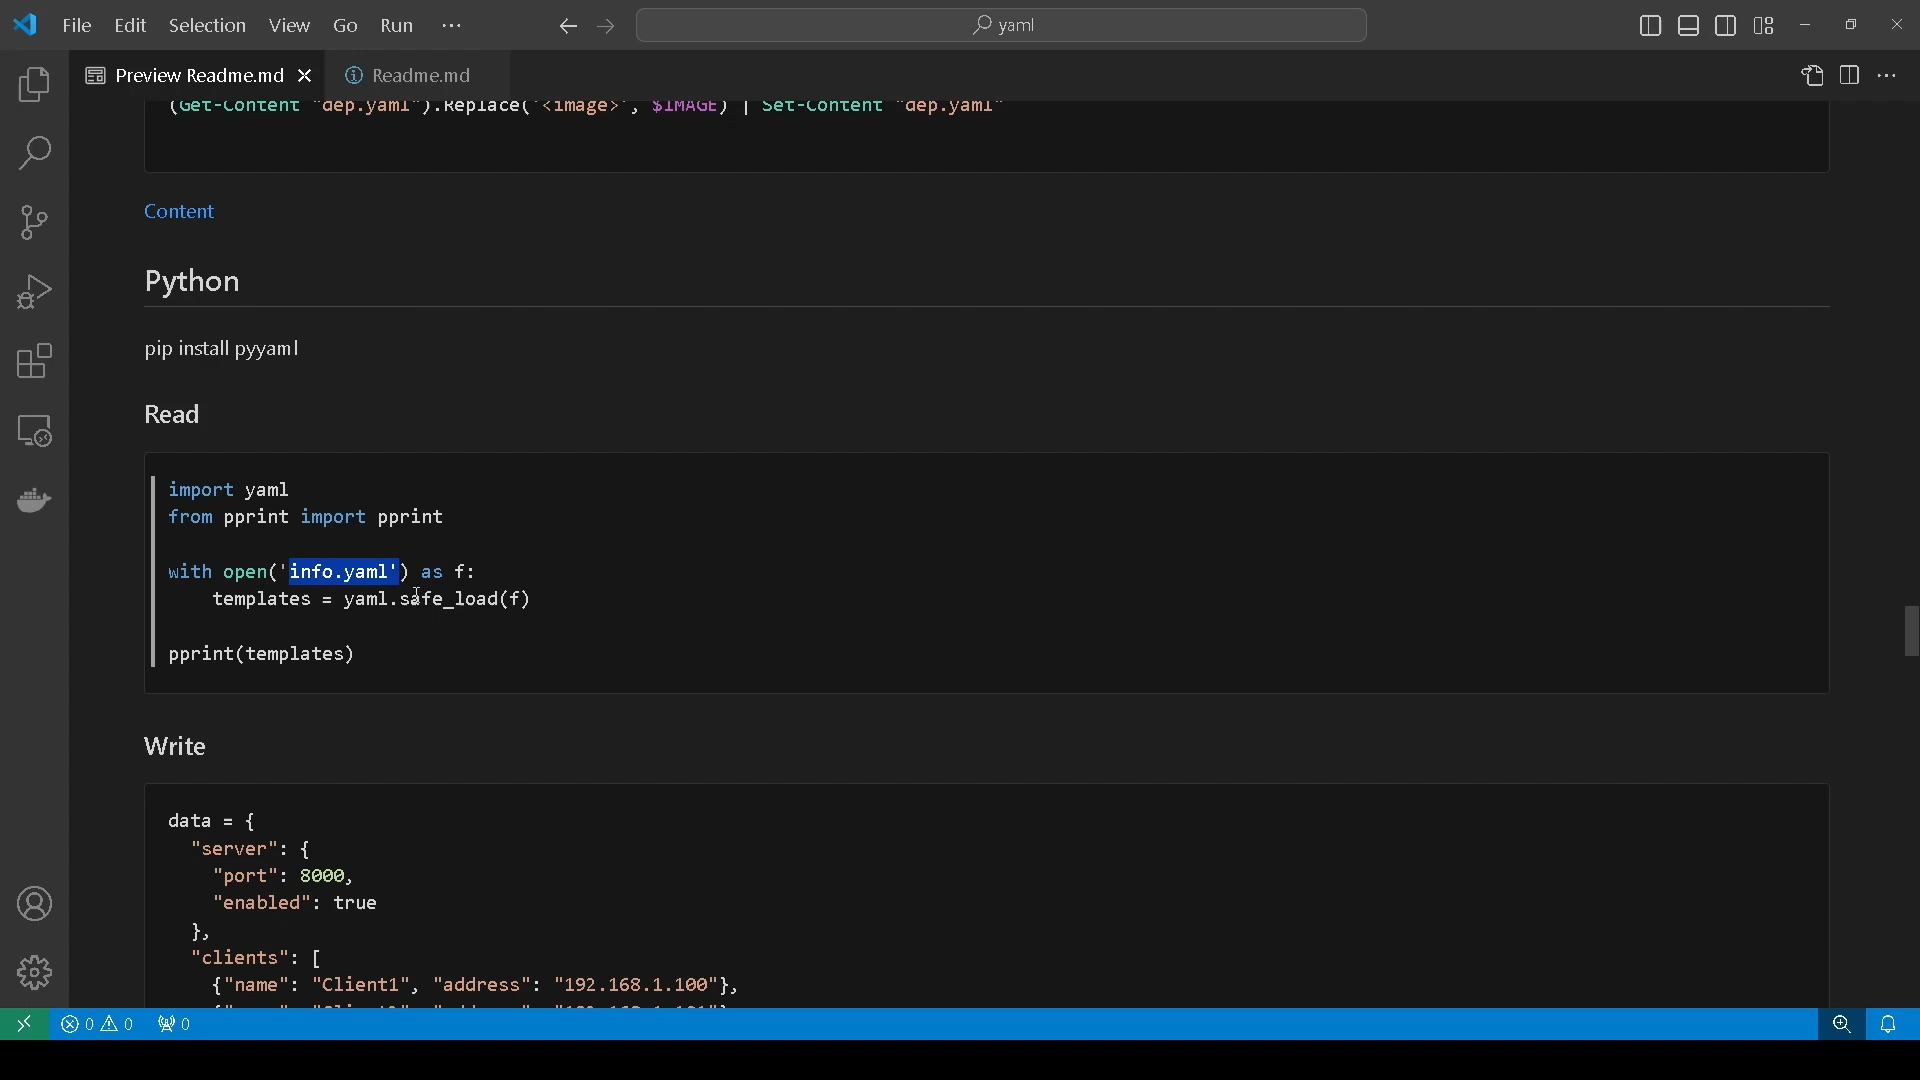 File Edit Selection View Go Run ···
yaml
Preview Readme.md
Readme.md
(Get-Content "dep.yaml").Replace('<image>', $IMAGE) | Set-Content "dep.yaml"
Content
Python
pip install pyyaml
Read
import yaml
from pprint import pprint
with open('info.yaml') as f:
    templates = yaml.safe_load(f)
pprint(templates)
Write
data = {
  "server": {
    "port": 8000,
    "enabled": true
  },
  "clients": [
    {"name": "Client1", "address": "192.168.1.100"},
0 0 0